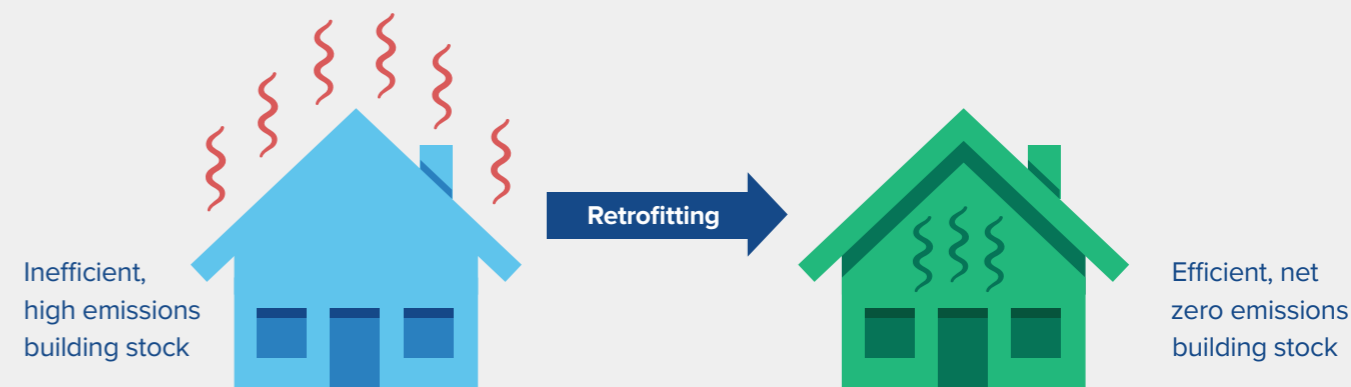 Inefficient,
high emissions
building stock
Retrofitting
Efficient, net
zero emissions
building stock